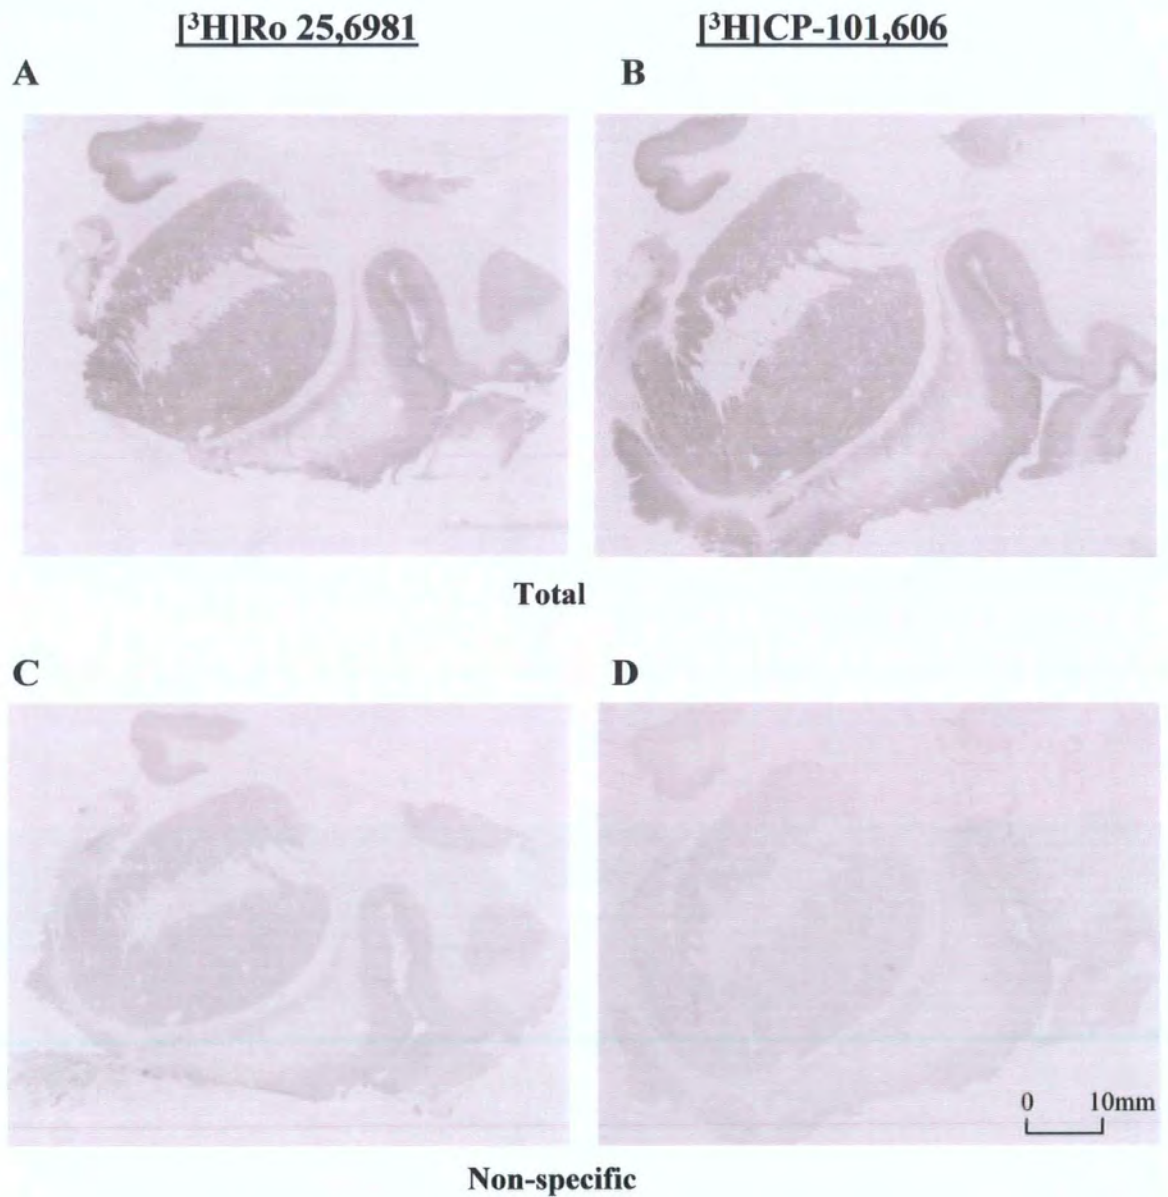 [³H]Ro 25,6981
[³H]CP-101,606
A
B
Total
C
D
0 10mm
Non-specific